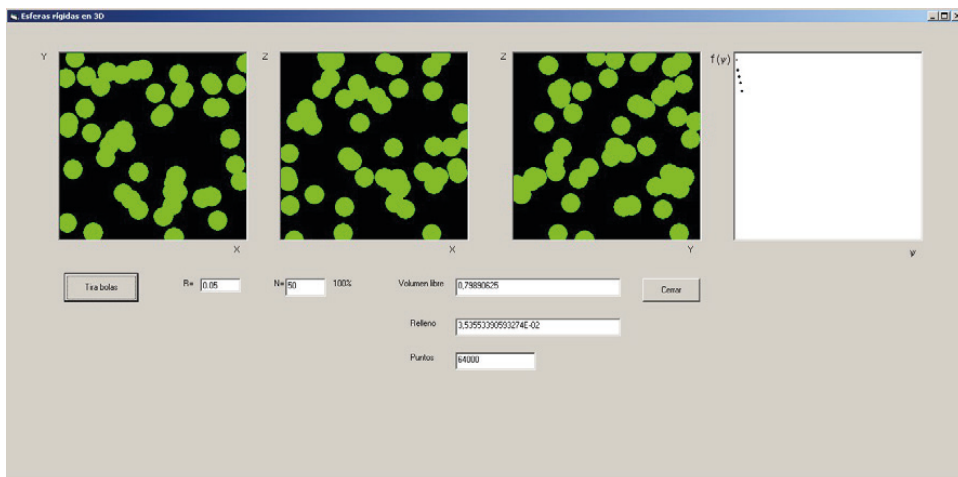 Esferas rígidas en 3D
Y
Z
Z
f(ψ)
X
X
Y
ψ
Tira bolas
R= 0.05
N= 50
100%
Volumen libre 0,79890625
Cerrar
Relleno 3,53553390593274E-02
Puntos 64000